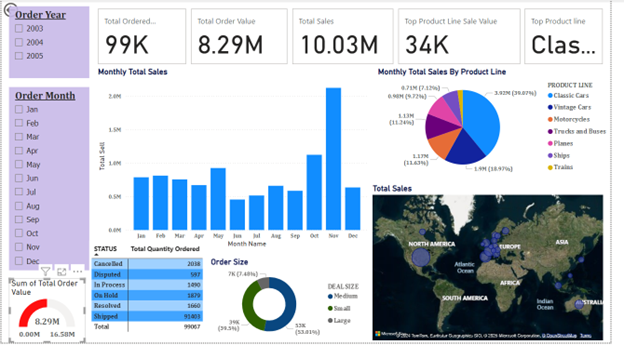 Order Year
2003
2004
2005
Order Month
Jan
Feb
Mar
Apr
May
Jun
Jul
Aug
Sep
Oct
Nov
Dec
Sum of Total Order
Value
8.29M
0.00M 16.58M
Total Ordered...
99K
Total Order Value
8.29M
Total Sales
10.03M
Top Product Line Sale Value
34K
Top Product line
Clas...
Monthly Total Sales
Total Sell
2.0M
1.5M
1.0M
0.5M
0.0M
Jan Feb Mar Apr May Jun Jul Aug Sep Oct Nov Dec
Month Name
Monthly Total Sales By Product Line
0.71M (7.12%)
0.98M (9.72%)
1.13M
(11.24%)
1.17M
(11.63%)
3.92M (39.07%)
1.9M (18.97%)
PRODUCT LINE
Classic Cars
Vintage Cars
Motorcycles
Trucks and Buses
Planes
Ships
Trains
STATUS Total Quantity Ordered
Cancelled 2038
Disputed 597
In Process 1490
On Hold 1879
Resolved 1660
Shipped 91403
Total 99067
Order Size
7K (7.48%)
39K
(39.5%)
53K
(53.01%)
DEAL SIZE
Medium
Small
Large
Total Sales
NORTH AMERICA
EUROPE
ASIA
Atlantic
Ocean
AFRICA
SOUTH AMERICA
Indian
Ocean
AUSTRALIA